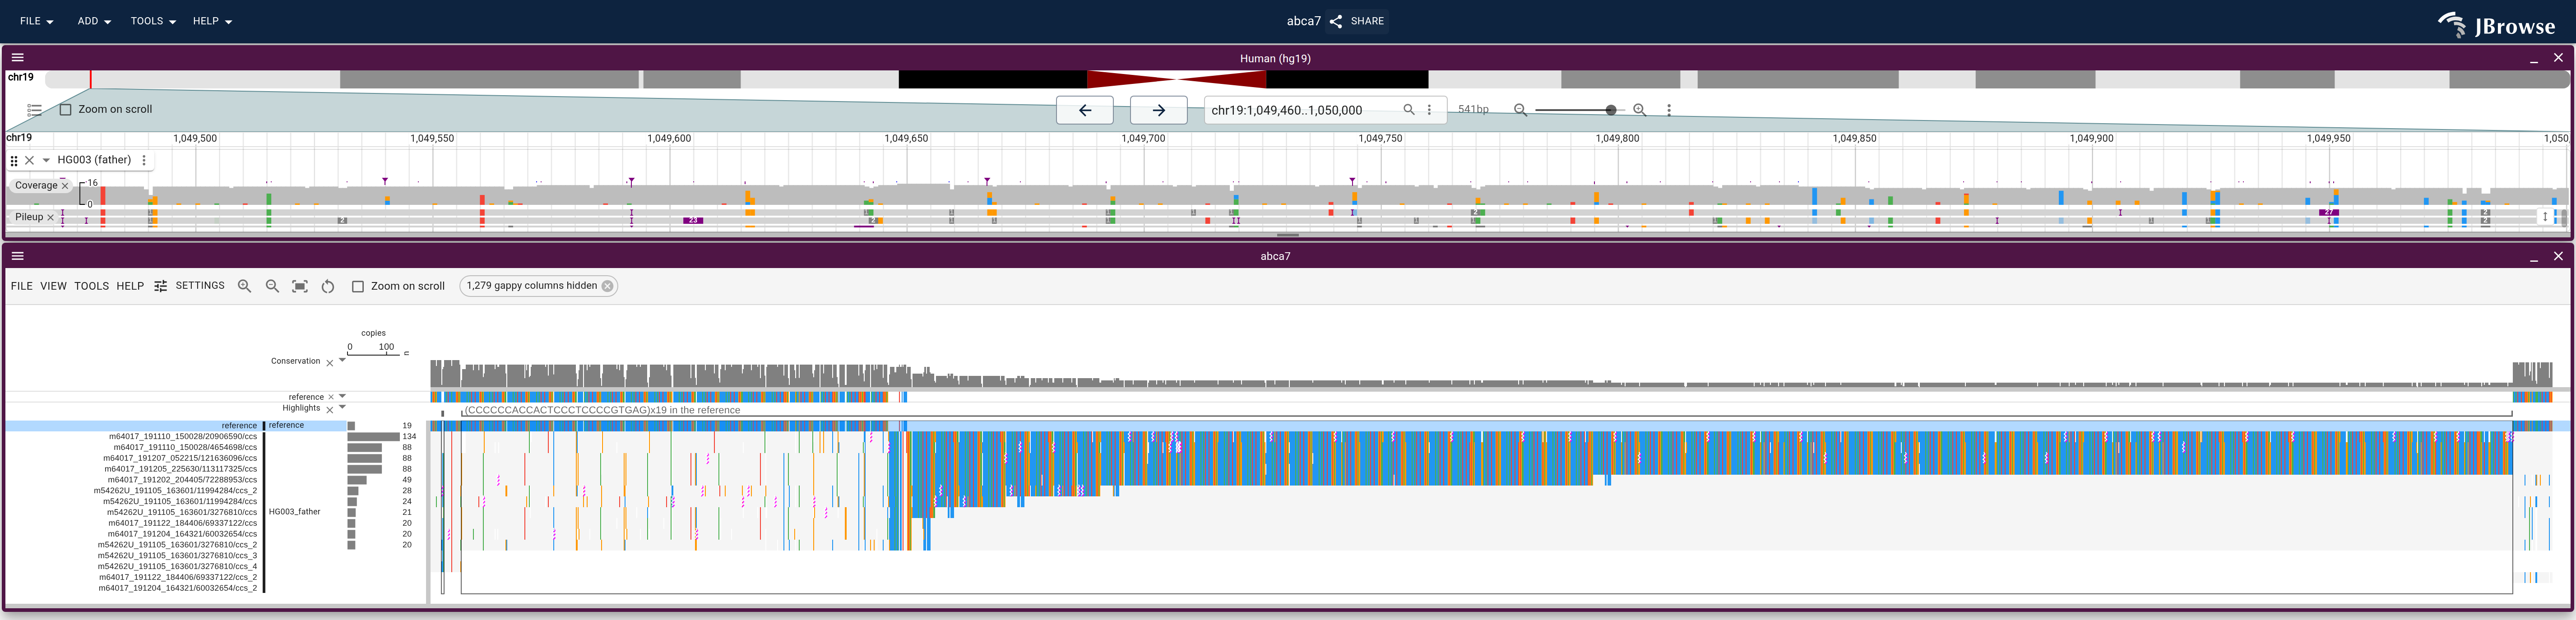 FILE ADD TOOLS HELP abca7 SHARE JBrowse
Human (hg19)
chr19
Zoom on scroll chr19:1,049,460..1,050,000 541bp
chr19 1,049,500 1,049,550 1,049,600 1,049,650 1,049,700 1,049,750 1,049,800 1,049,850 1,049,900 1,049,950 1,050,
HG003 (father)
Coverage 16
0
Pileup
23
27
abca7
FILE VIEW TOOLS HELP SETTINGS Zoom on scroll 1,279 gappy columns hidden
copies
0 100
Conservation
reference
Highlights (CCCCCCACCACTCCCTCCCCGTGAG)x19 in the reference
reference reference 19
m64017_191110_150028/20906590/ccs 134
m64017_191110_150028/4654698/ccs 88
m64017_191207_052215/121636096/ccs 88
m64017_191205_225630/113117325/ccs 88
m64017_191202_204405/72288953/ccs 49
m54262U_191105_163601/11994284/ccs_2 28
m54262U_191105_163601/11994284/ccs 24
m54262U_191105_163601/3276810/ccs HG003_father 21
m64017_191122_184406/69337122/ccs 20
m64017_191204_164321/60032654/ccs 20
m54262U_191105_163601/3276810/ccs_2 20
m54262U_191105_163601/3276810/ccs_3
m54262U_191105_163601/3276810/ccs_4
m64017_191122_184406/69337122/ccs_2
m64017_191204_164321/60032654/ccs_2